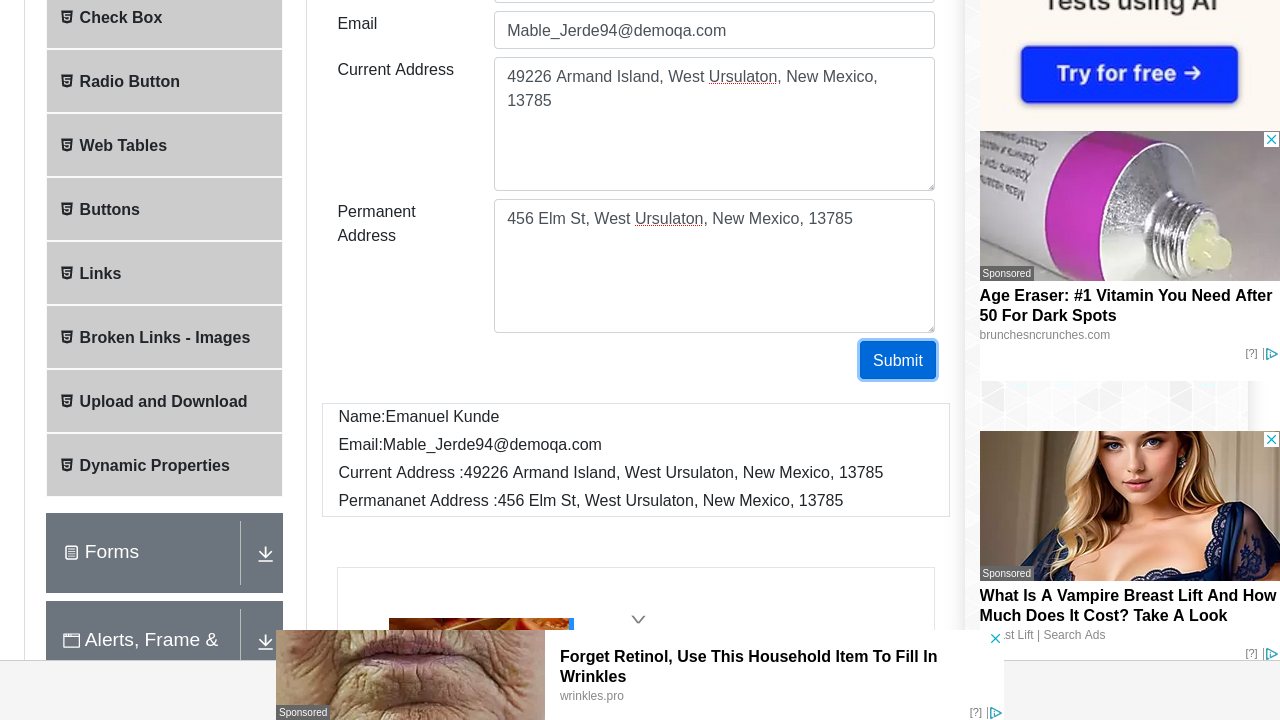 Check Box
Radio Button
Web Tables
Buttons
Links
Broken Links - Images
Upload and Download
Dynamic Properties
Forms
Alerts, Frame &
Email
Mable_Jerde94@demoqa.com
Current Address
49226 Armand Island, West Ursulaton, New Mexico,
13785
Permanent
Address
456 Elm St, West Ursulaton, New Mexico, 13785
Submit
Name:Emanuel Kunde
Email:Mable_Jerde94@demoqa.com
Current Address :49226 Armand Island, West Ursulaton, New Mexico, 13785
Permananet Address :456 Elm St, West Ursulaton, New Mexico, 13785
Tests using AI
Try for free →
Sponsored
Age Eraser: #1 Vitamin You Need After
50 For Dark Spots
brunchesncrunches.com
[?]
Sponsored
What Is A Vampire Breast Lift And How
Much Does It Cost? Take A Look
Lift | Search Ads
[?]
Sponsored
Forget Retinol, Use This Household Item To Fill In
Wrinkles
wrinkles.pro
[?]